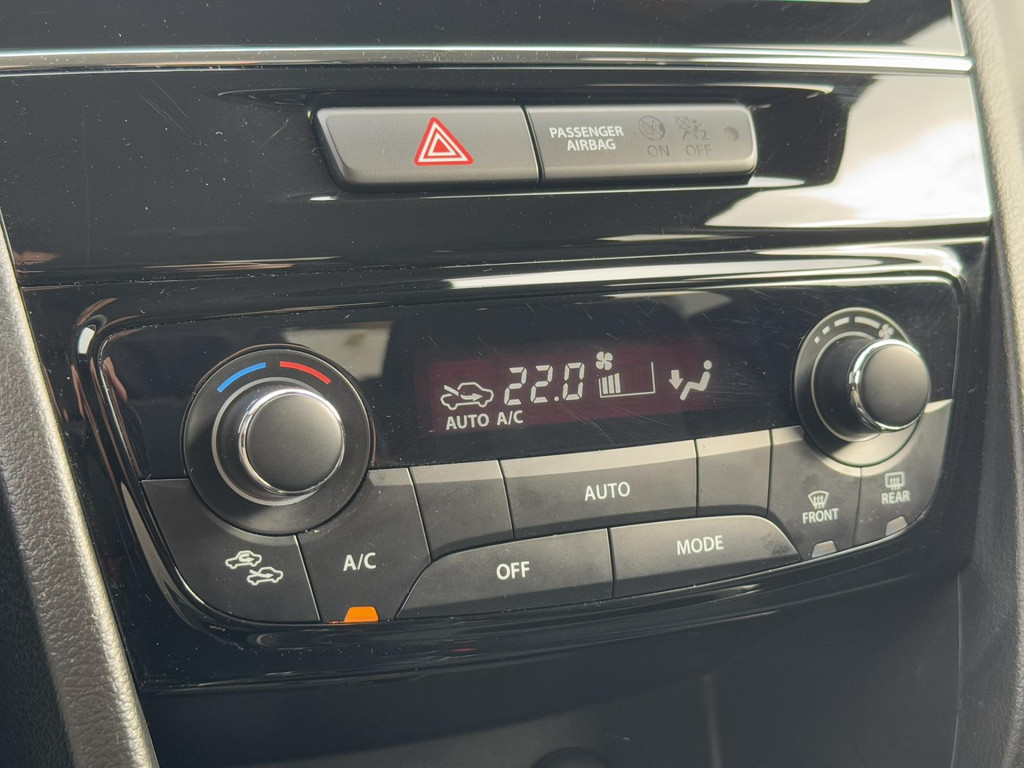 PASSENGER
AIRBAG
ON
OFF
22.0
AUTO A/C
AUTO
FRONT
REAR
A/C
OFF
MODE